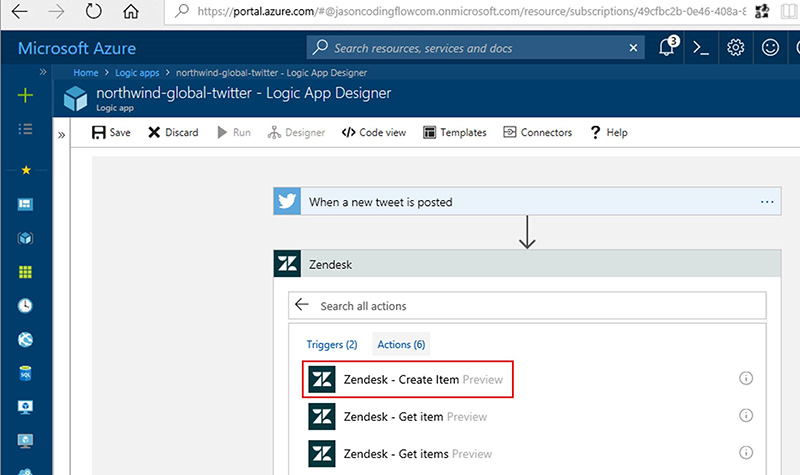 https://portal.azure.com/#@jasoncodingflowcom.onmicrosoft.com/resource/subscriptions/49cfbc2b-0e46-408a-8
Microsoft Azure
Search resources, services and docs
3
Home > Logic apps > northwind-global-twitter - Logic App Designer
northwind-global-twitter - Logic App Designer
Logic app
Save Discard Run Designer Code view Templates Connectors Help
When a new tweet is posted
Zendesk
Search all actions
Triggers (2) Actions (6)
Zendesk - Create Item Preview
Zendesk - Get item Preview
SQL
Zendesk - Get items Preview